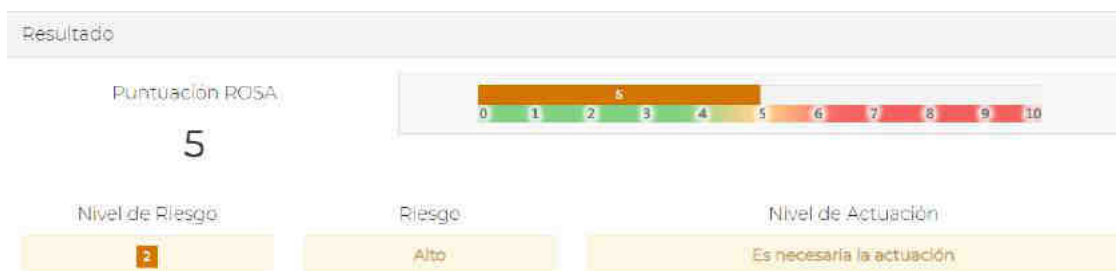 Resultado
Puntuación ROSA
5
5
0 1 2 3 4 5 6 7 8 9 10
Nivel de Riesgo Riesgo Nivel de Actuación
2 Alto Es necesaria la actuación